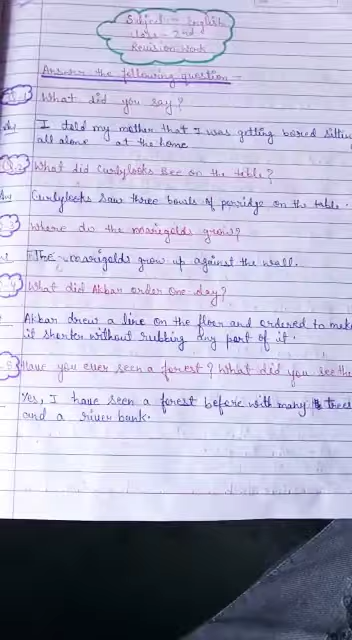 Subject - English
class - 2nd
Revision work
Answer the following question -
What did you say?
I told my mother that I was getting bored sitting
all alone at the home
What did Curlylocks see on the table?
Curlylocks saw three bowls of porridge on the table.
Where do the marigolds grow?
The marigolds grow up against the wall.
What did Akbar order one day?
Akbar drew a line on the floor and ordered to make
it shorter without rubbing any part of it.
Have you ever seen a forest? What did you see
Yes, I have seen a forest before with many trees
and a river bank.